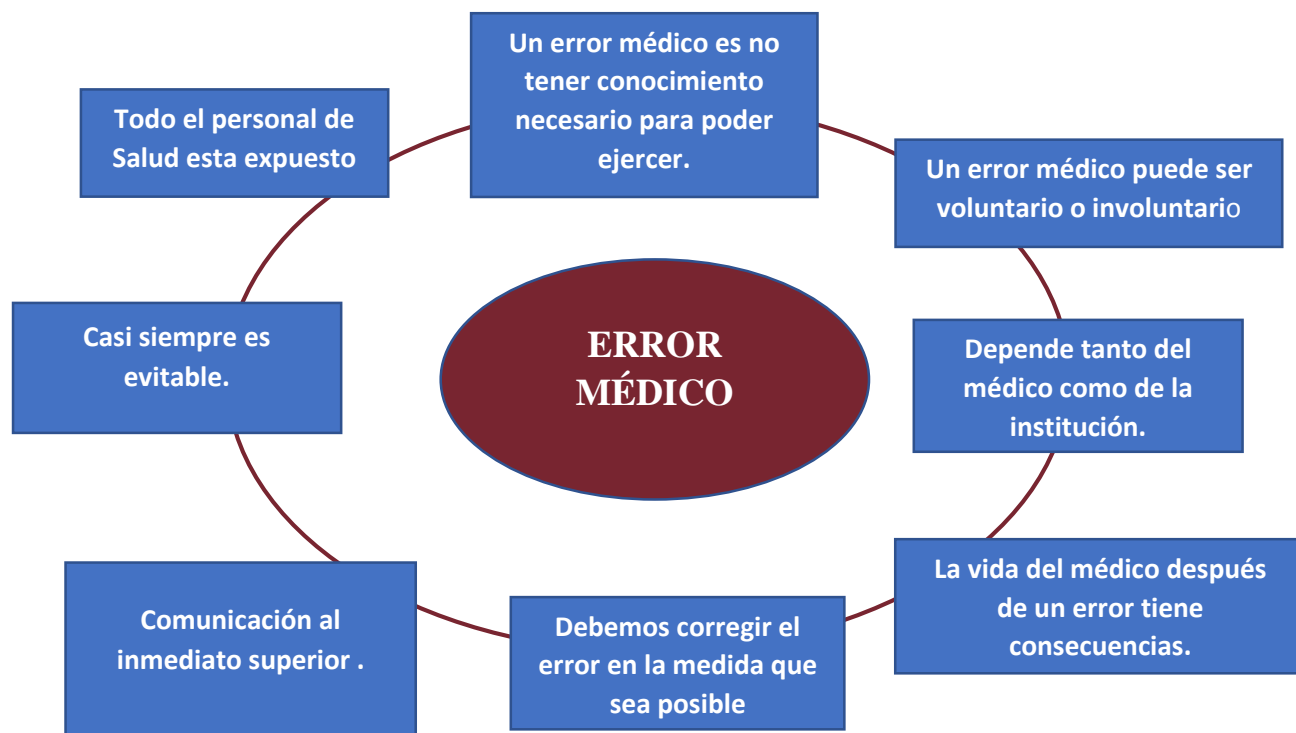 Un error médico es no
tener conocimiento
necesario para poder
ejercer.
Todo el personal de
Salud esta expuesto
Un error médico puede ser
voluntario o involuntario
ERROR
MÉDICO
Casi siempre es
evitable.
Depende tanto del
médico como de la
institución.
La vida del médico después
de un error tiene
consecuencias.
Debemos corregir el
error en la medida que
sea posible
Comunicación al
inmediato superior .